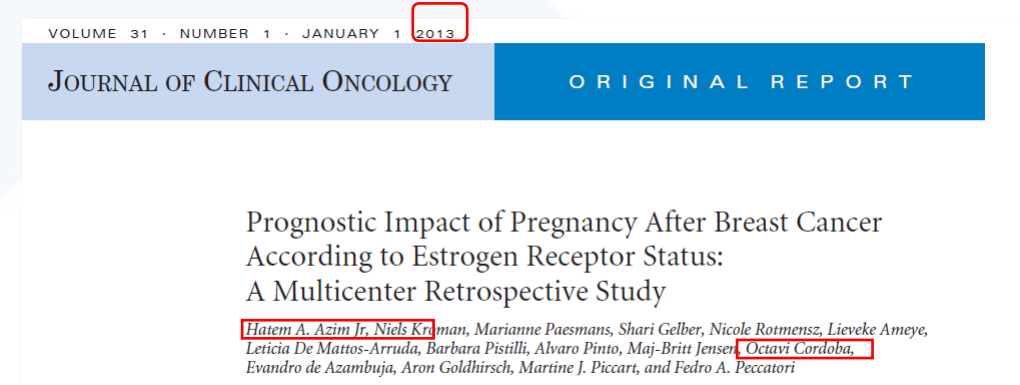 VOLUME 31 · NUMBER 1 · JANUARY 1 2013
JOURNAL OF CLINICAL ONCOLOGY
ORIGINAL REPORT
Prognostic Impact of Pregnancy After Breast Cancer
According to Estrogen Receptor Status:
A Multicenter Retrospective Study
Hatem A. Azim Jr, Niels Kroman, Marianne Paesmans, Shari Gelber, Nicole Rotmensz, Lieveke Ameye,
Leticia De Mattos-Arruda, Barbara Pistilli, Alvaro Pinto, Maj-Britt Jensen, Octavi Cordoba,
Evandro de Azambuja, Aron Goldhirsch, Martine J. Piccart, and Fedro A. Peccatori